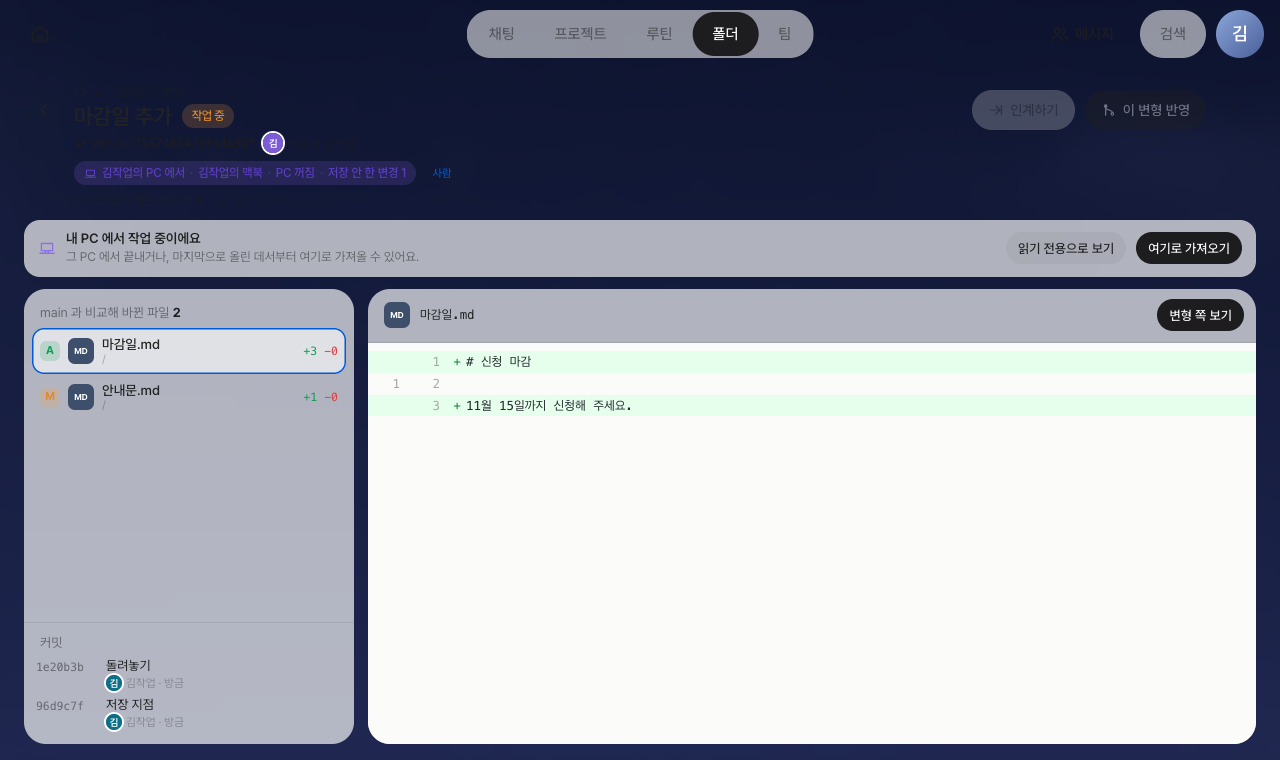 채팅 프로젝트 루틴 폴더 팀 메시지 검색 김
마감일 추가 작업 중 인계하기 이 변형 반영
김
김작업의 PC 에서 · 김작업의 맥북 · PC 꺼짐 · 저장 안 한 변경 1 사람
내 PC 에서 작업 중이에요
그 PC 에서 끝내거나, 마지막으로 올린 데서부터 여기로 가져올 수 있어요.
읽기 전용으로 보기 여기로 가져오기
main 과 비교해 바뀐 파일 2
A MD 마감일.md +3 −0
/
M MD 안내문.md +1 −0
/
커밋
1e20b3b 돌려놓기
김 김작업 · 방금
96d9c7f 저장 지점
김 김작업 · 방금
MD 마감일.md 변형 쪽 보기
1 + # 신청 마감
1 2
3 + 11월 15일까지 신청해 주세요.